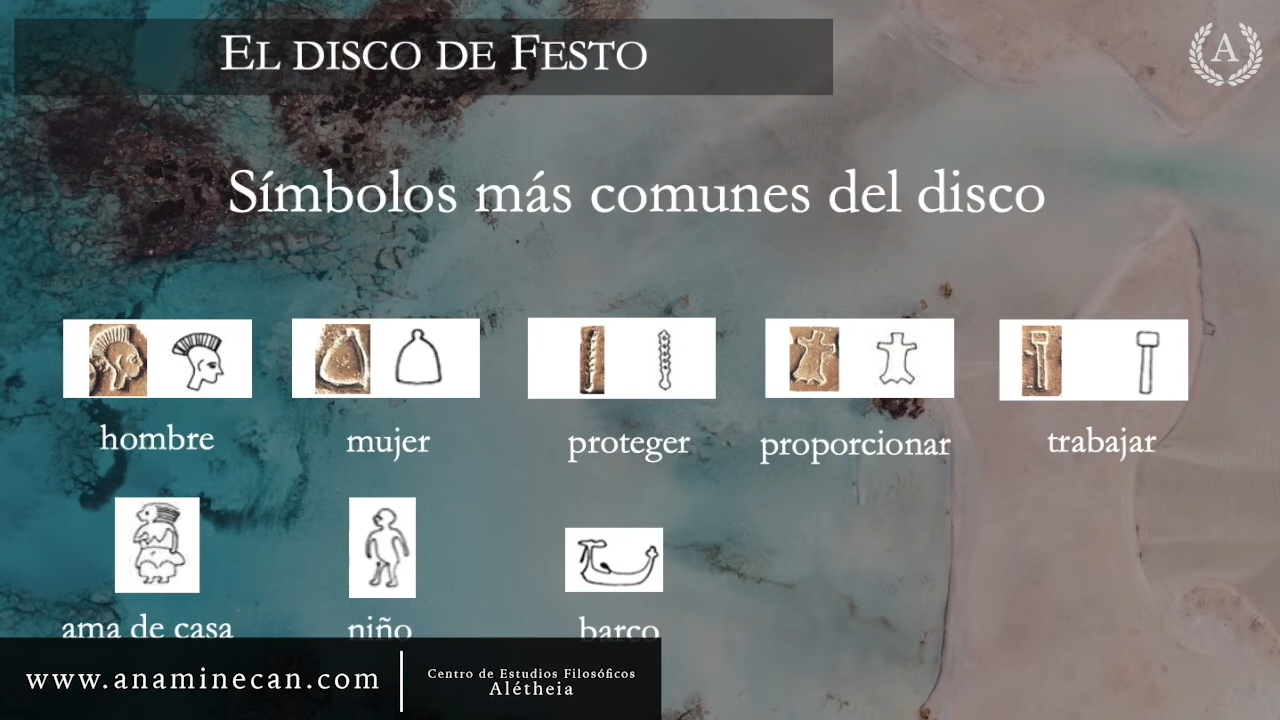 El disco de Festo
A
Símbolos más comunes del disco
hombre
mujer
proteger
proporcionar
trabajar
ama de casa
niño
barco
www.anaminecan.com
Centro de Estudios Filosóficos
Alétheia